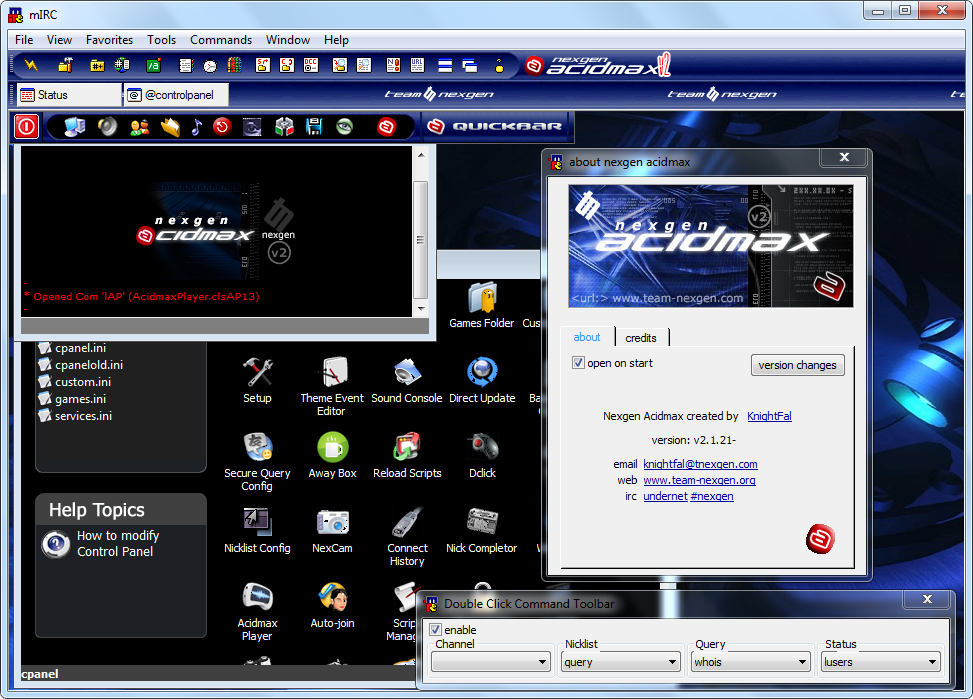 mIRC
File View Favorites Tools Commands Window Help
nexgen
acidmax
Status
@controlpanel
team nexgen
team nexgen
QUICKBAR
nexgen
acidmax
nexgen
v2
* Opened Com 'IAP' (AcidmaxPlayer.clsAP13)
cpanel.ini
cpanelold.ini
custom.ini
games.ini
services.ini
Help Topics
How to modify
Control Panel
Games Folder
Setup
Theme Event
Editor
Sound Console
Direct Update
Secure Query
Config
Away Box
Reload Scripts
Dclick
Nicklist Config
NexCam
Connect
History
Nick Completor
Acidmax
Player
Auto-join
cpanel
about nexgen acidmax
nexgen
acidmax
v2
<url:> www.team-nexgen.com
about
credits
open on start
version changes
Nexgen Acidmax created by KnightFal
version: v2.1.21-
email knightfal@tnexgen.com
web www.team-nexgen.org
irc undernet #nexgen
Double Click Command Toolbar
enable
Channel Nicklist Query Status
query whois lusers